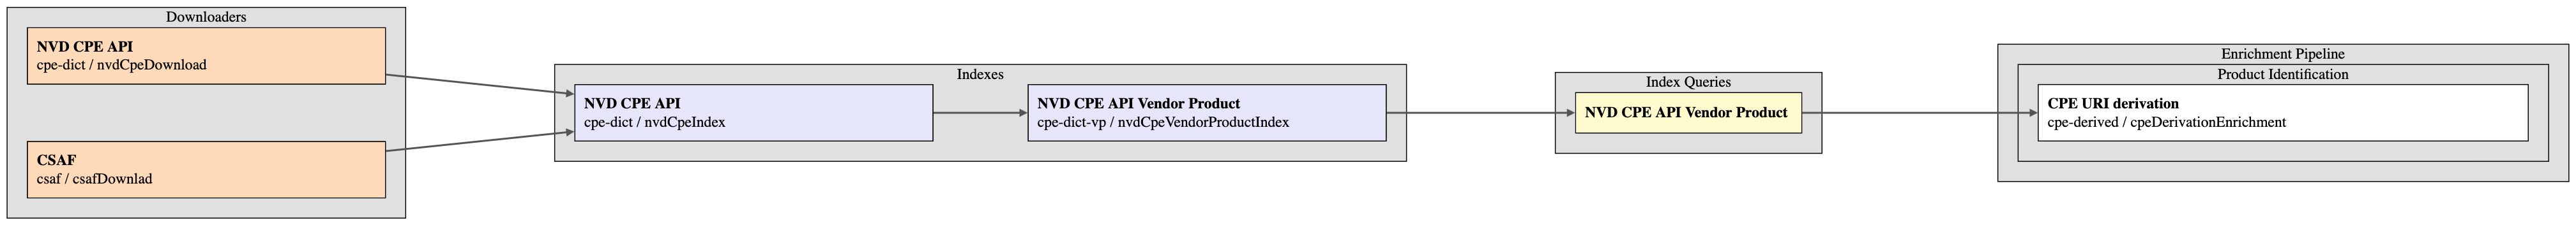 Downloaders
NVD CPE API
cpe-dict / nvdCpeDownload
CSAF
csaf / csafDownlad
Indexes
NVD CPE API
cpe-dict / nvdCpeIndex
NVD CPE API Vendor Product
cpe-dict-vp / nvdCpeVendorProductIndex
Index Queries
NVD CPE API Vendor Product
Enrichment Pipeline
Product Identification
CPE URI derivation
cpe-derived / cpeDerivationEnrichment